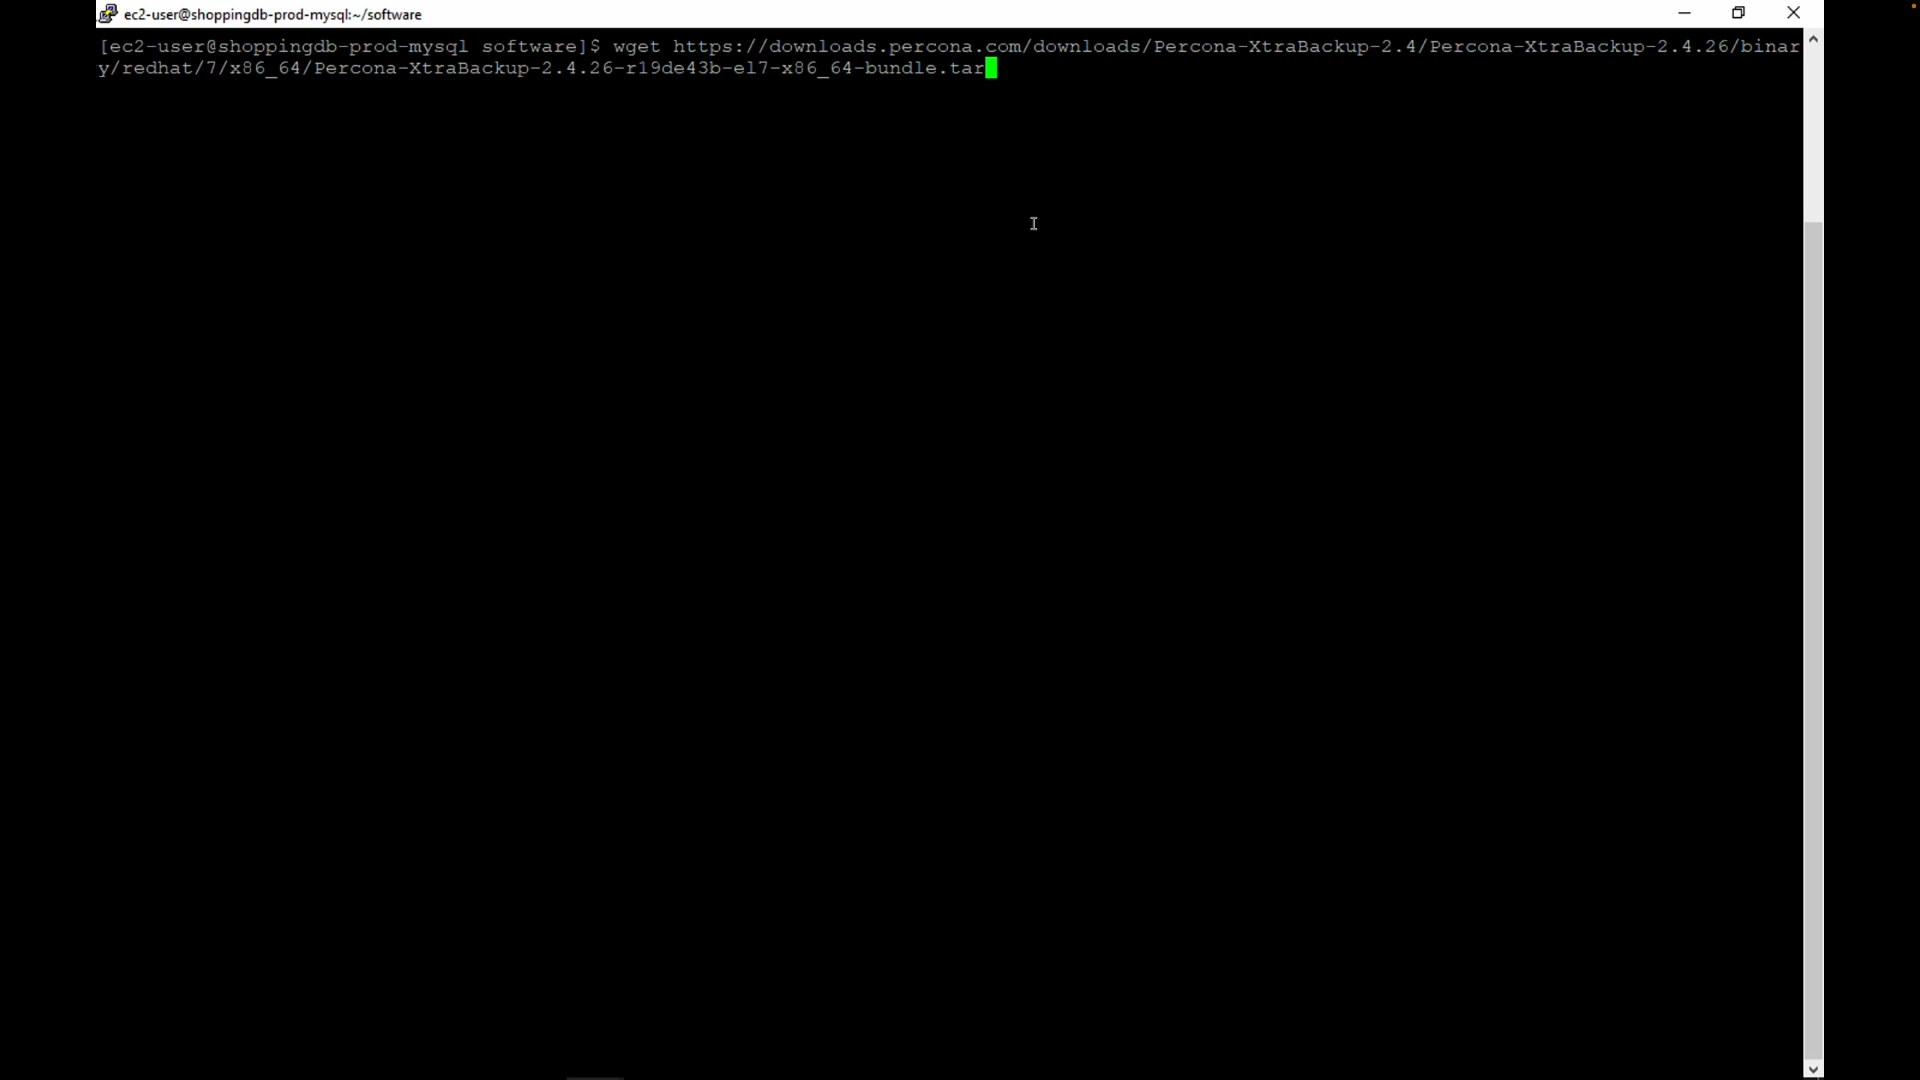 ec2-user@shoppingdb-prod-mysql:~/software
[ec2-user@shoppingdb-prod-mysql software]$ wget https://downloads.percona.com/downloads/Percona-XtraBackup-2.4/Percona-XtraBackup-2.4.26/binar
y/redhat/7/x86_64/Percona-XtraBackup-2.4.26-r19de43b-el7-x86_64-bundle.tar